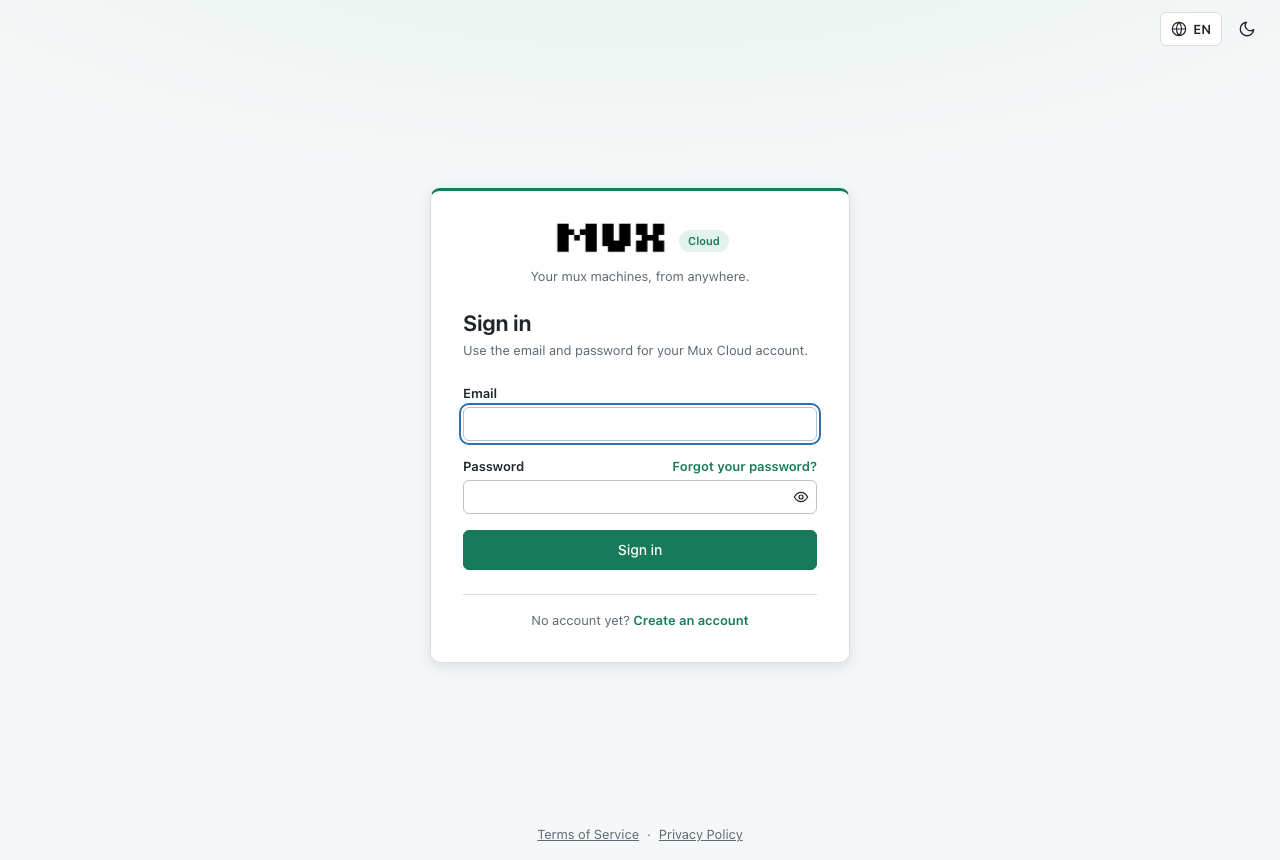 EN
MUX Cloud
Your mux machines, from anywhere.
Sign in
Use the email and password for your Mux Cloud account.
Email
Password Forgot your password?
Sign in
No account yet? Create an account
Terms of Service · Privacy Policy